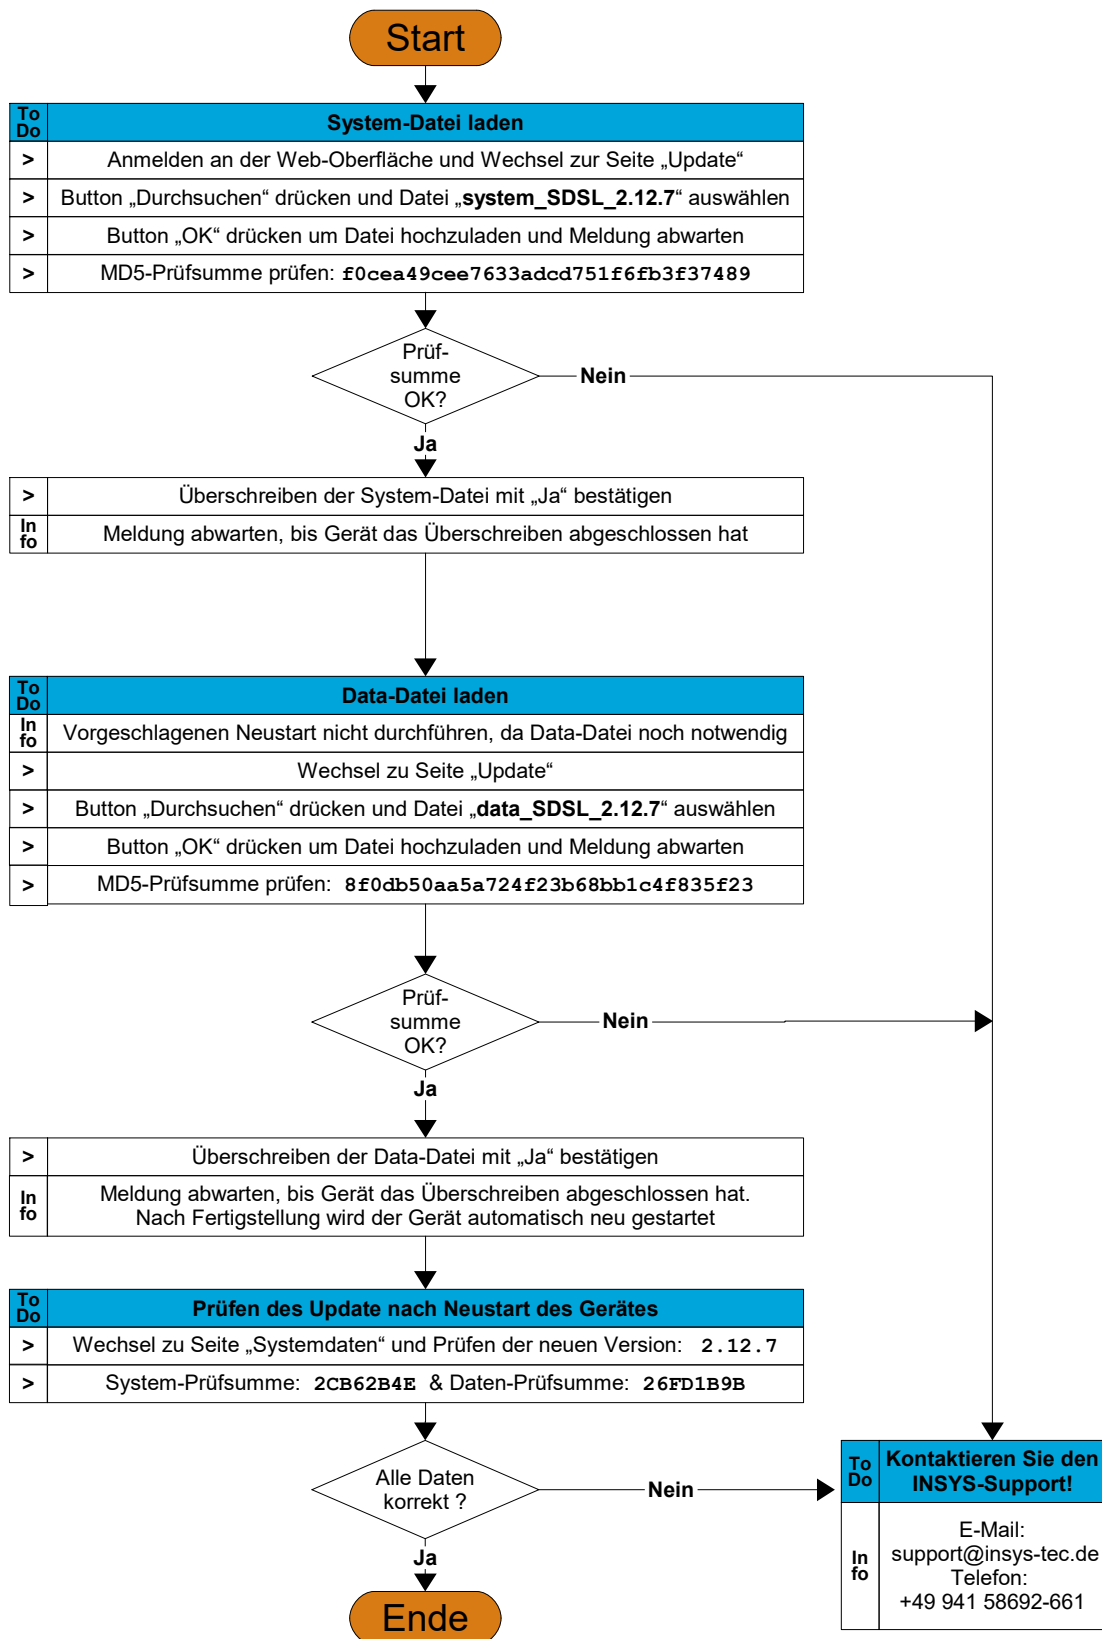 Start
To Do System-Datei laden
> Anmelden an der Web-Oberfläche und Wechsel zur Seite „Update“
> Button „Durchsuchen“ drücken und Datei „system_SDSL_2.12.7“ auswählen
> Button „OK“ drücken um Datei hochzuladen und Meldung abwarten
> MD5-Prüfsumme prüfen: f0cea49cee7633adcd751f6fb3f37489
Prüf-
summe
OK?
Nein
Ja
> Überschreiben der System-Datei mit „Ja“ bestätigen
In fo Meldung abwarten, bis Gerät das Überschreiben abgeschlossen hat
To Do Data-Datei laden
In fo Vorgeschlagenen Neustart nicht durchführen, da Data-Datei noch notwendig
> Wechsel zu Seite „Update“
> Button „Durchsuchen“ drücken und Datei „data_SDSL_2.12.7“ auswählen
> Button „OK“ drücken um Datei hochzuladen und Meldung abwarten
> MD5-Prüfsumme prüfen: 8f0db50aa5a724f23b68bb1c4f835f23
Prüf-
summe
OK?
Nein
Ja
> Überschreiben der Data-Datei mit „Ja“ bestätigen
In fo Meldung abwarten, bis Gerät das Überschreiben abgeschlossen hat.
Nach Fertigstellung wird der Gerät automatisch neu gestartet
To Do Prüfen des Update nach Neustart des Gerätes
> Wechsel zu Seite „Systemdaten“ und Prüfen der neuen Version: 2.12.7
> System-Prüfsumme: 2CB62B4E & Daten-Prüfsumme: 26FD1B9B
Alle Daten
korrekt ?
Nein
Ja
Ende
To Do Kontaktieren Sie den
INSYS-Support!
In fo E-Mail:
support@insys-tec.de
Telefon:
+49 941 58692-661